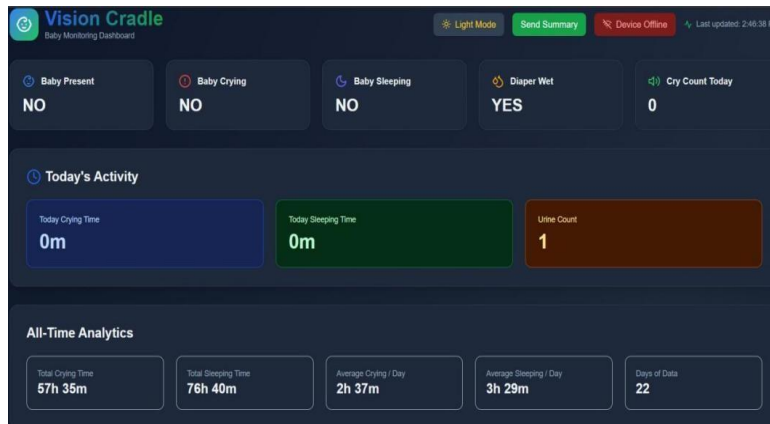 Vision Cradle
Baby Monitoring Dashboard
Light Mode
Send Summary
Device Offline
Last updated: 2:46:38
Baby Present
NO
Baby Crying
NO
Baby Sleeping
NO
Diaper Wet
YES
Cry Count Today
0
Today's Activity
Today Crying Time
0m
Today Sleeping Time
0m
Urine Count
1
All-Time Analytics
Total Crying Time
57h 35m
Total Sleeping Time
76h 40m
Average Crying / Day
2h 37m
Average Sleeping / Day
3h 29m
Days of Data
22